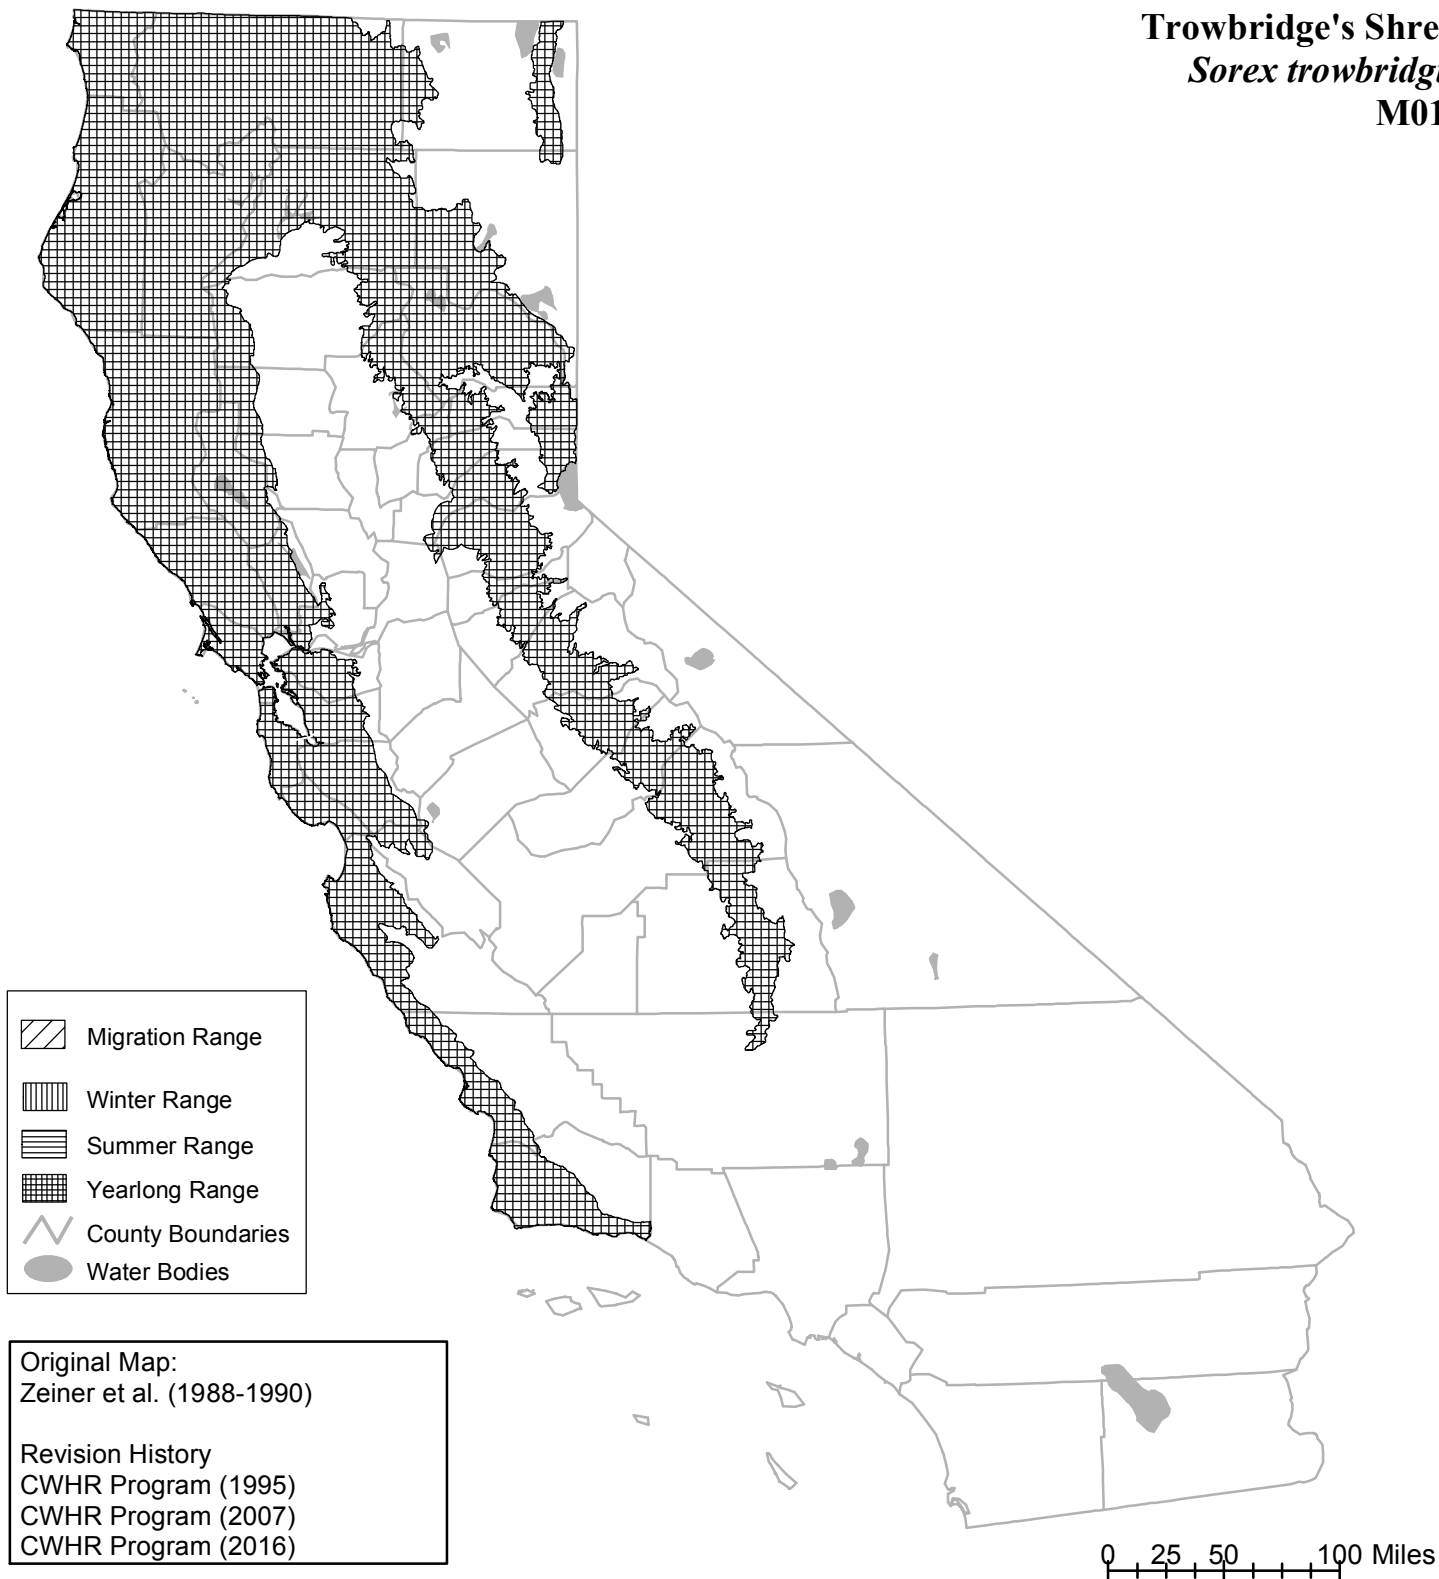 Trowbridge's Shre
Sorex trowbridg
M01
Migration Range
Winter Range
Summer Range
Yearlong Range
County Boundaries
Water Bodies
Original Map:
Zeiner et al. (1988-1990)
Revision History
CWHR Program (1995)
CWHR Program (2007)
CWHR Program (2016)
0 25 50 100 Miles